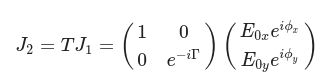 $J_2 = TJ_1 = \begin{pmatrix} 1 & 0 \\ 0 & e^{-i\Gamma} \end{pmatrix} \begin{pmatrix} E_{0x}e^{i\phi_x} \\ E_{0y}e^{i\phi_y} \end{pmatrix}$